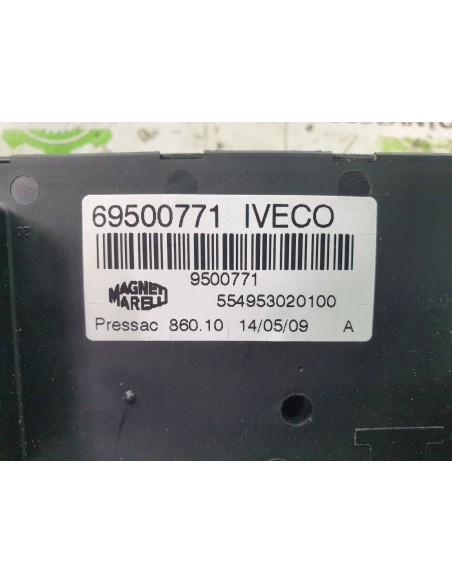 69500771 IVECO
9500771
MAGNETI
MARELLI
554953020100
Pressac 860.10 14/05/09 A